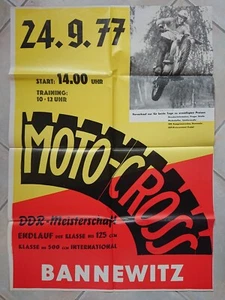 24.9.77
START: 14.00 UHR
TRAINING:
10-13 UHR
MOTO-CROSS
DDR-Meisterschaft
ENDLAUF DER KLASSE BIS 125 ccm
KLASSE BIS 500 ccm INTERNATIONAL
BANNEWITZ